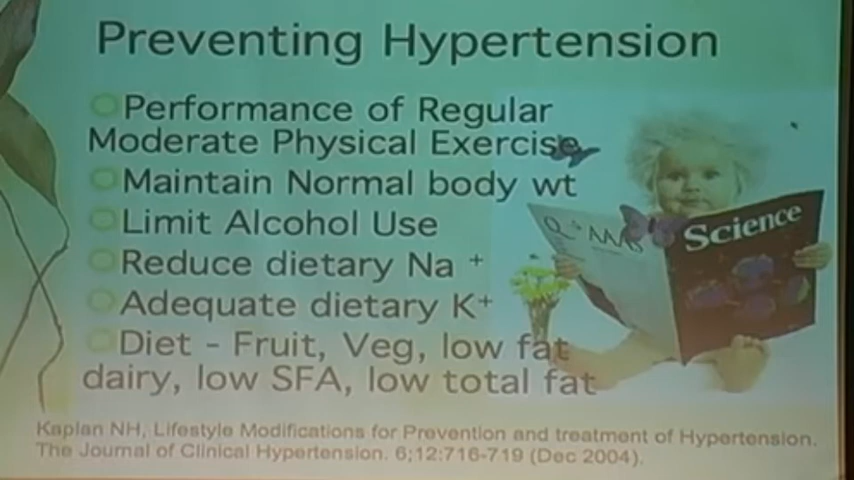 Preventing Hypertension
Performance of Regular
Moderate Physical Exercise
Maintain Normal body wt
Limit Alcohol Use
Reduce dietary Na +
Adequate dietary K+
Diet - Fruit, Veg, low fat
dairy, low SFA, low total fat
AAAS
Science
Kaplan NH, Lifestyle Modifications for Prevention and treatment of Hypertension.
The Journal of Clinical Hypertension. 6;12:716-719 (Dec 2004).